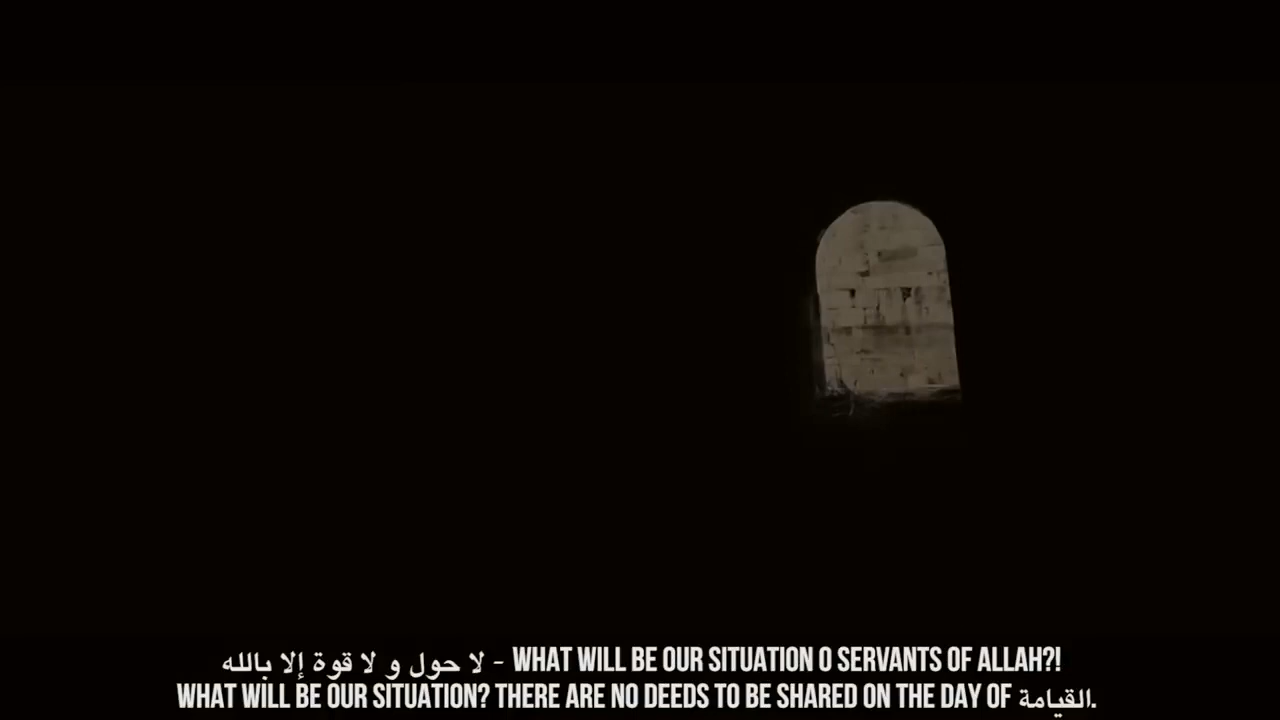 لا حول و لا قوة إلا بالله - WHAT WILL BE OUR SITUATION O SERVANTS OF ALLAH?!
WHAT WILL BE OUR SITUATION? THERE ARE NO DEEDS TO BE SHARED ON THE DAY OF القيامة.